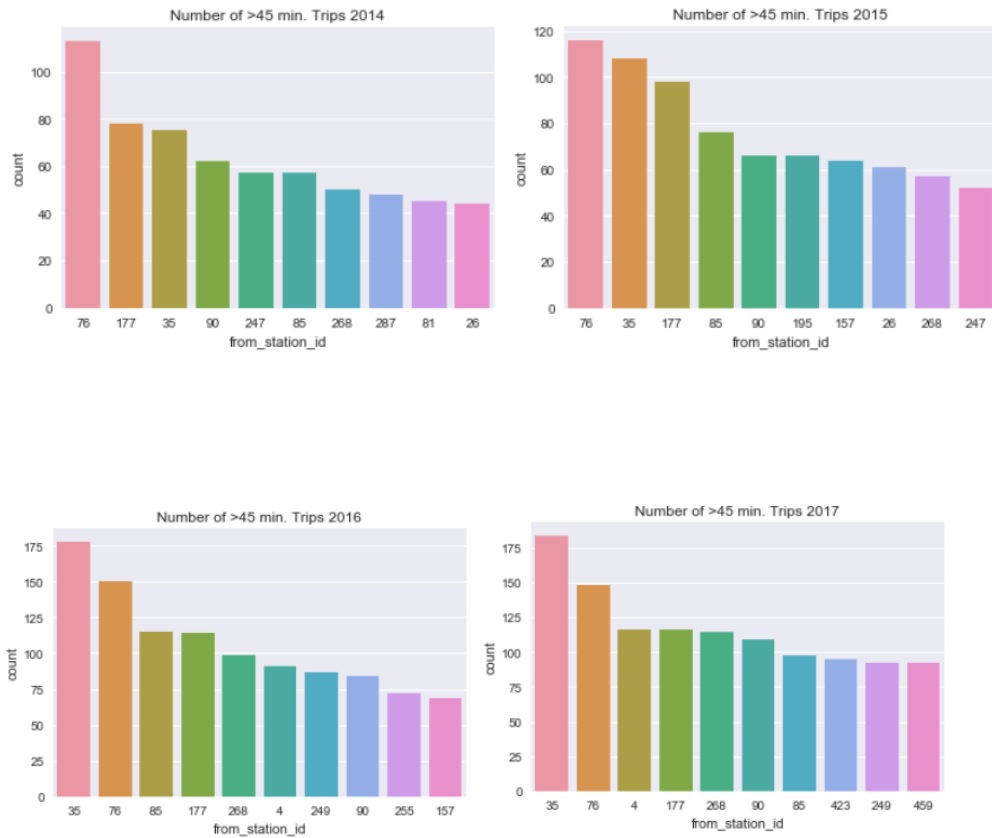 Number of >45 min. Trips 2014
100
80
60
40
20
0
count
76 177 35 90 247 85 268 287 81 26
from_station_id
Number of >45 min. Trips 2015
120
100
80
60
40
20
0
count
76 35 177 85 90 195 157 26 268 247
from_station_id
Number of >45 min. Trips 2016
175
150
125
100
75
50
25
0
count
35 76 85 177 268 4 249 90 255 157
from_station_id
Number of >45 min. Trips 2017
175
150
125
100
75
50
25
0
count
35 76 4 177 268 90 85 423 249 459
from_station_id